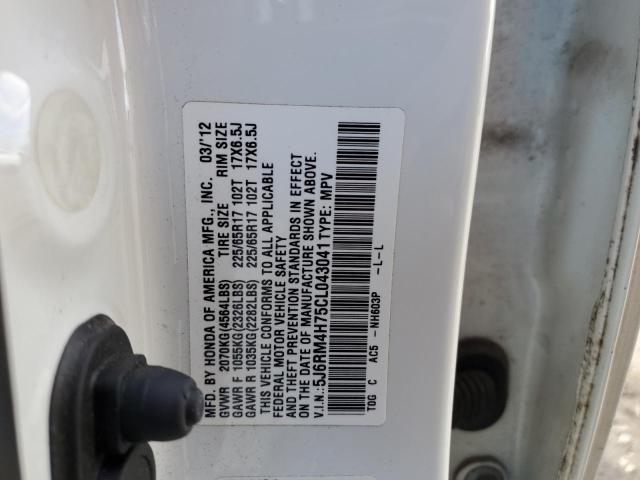 MFD. BY HONDA OF AMERICA MFG., INC. 03/'12
GVWR 2070KG(4564LBS) TIRE SIZE RIM SIZE
GAWR F 1055KG(2326LBS) 225/65R17 102T 17X6.5J
GAWR R 1035KG(2282LBS) 225/65R17 102T 17X6.5J
THIS VEHICLE CONFORMS TO ALL APPLICABLE
FEDERAL MOTOR VEHICLE SAFETY
AND THEFT PREVENTION STANDARDS IN EFFECT
ON THE DATE OF MANUFACTURE SHOWN ABOVE.
V.I.N.:5J6RM4H75CL043041 TYPE: MPV
TOG C AC5 -NH603P -L-L